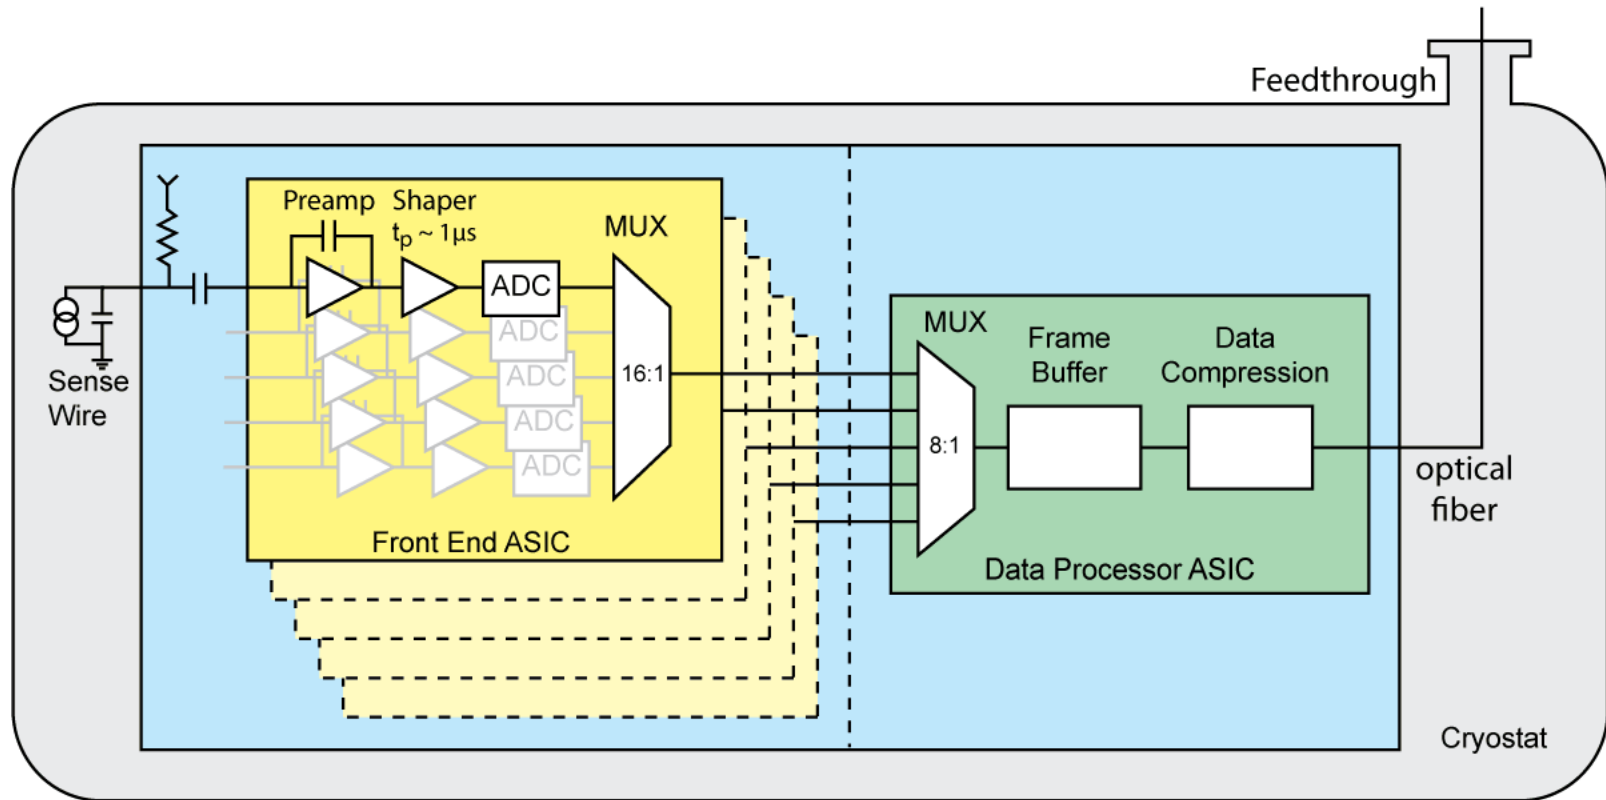 Feedthrough
Preamp
Shaper
tp ~ 1µs
MUX
ADC
ADC
ADC
ADC
ADC
16:1
Sense
Wire
Front End ASIC
MUX
Frame
Buffer
Data
Compression
8:1
Data Processor ASIC
optical
fiber
Cryostat